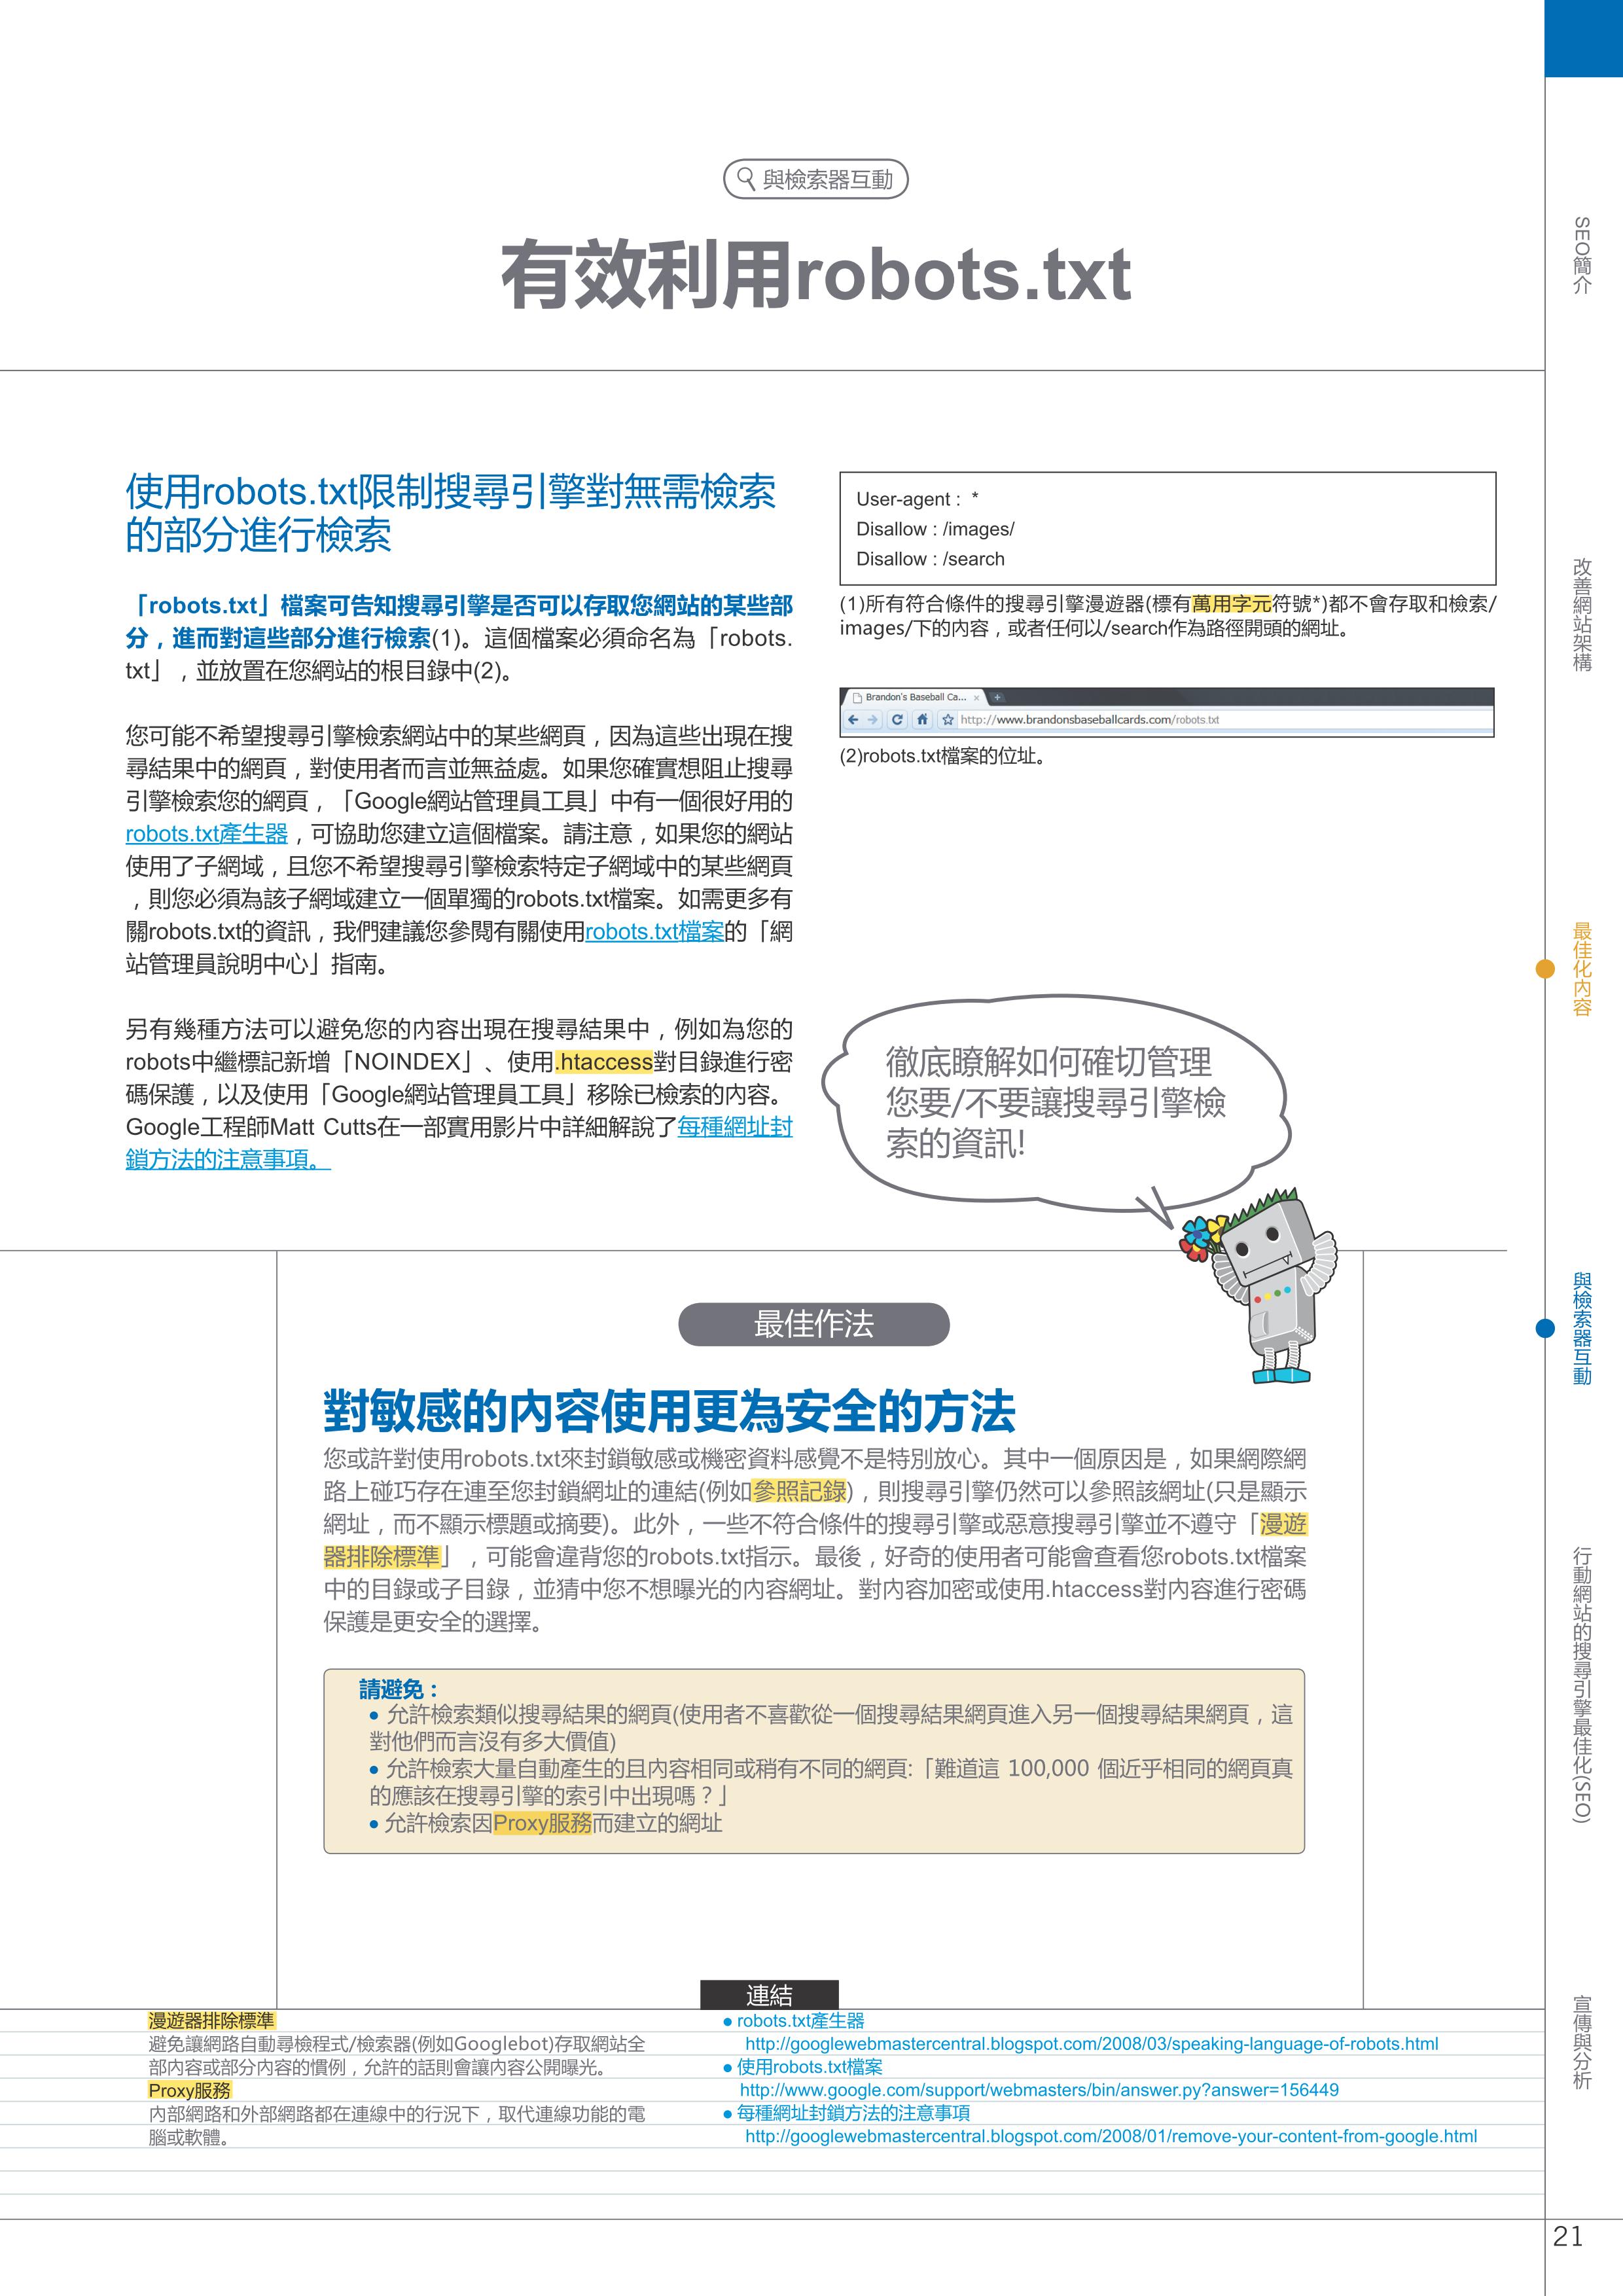 與檢索器互動
有效利用robots.txt
使用robots.txt限制搜尋引擎對無需檢索
的部分進行檢索
「robots.txt」檔案可告知搜尋引擎是否可以存取您網站的某些部
分，進而對這些部分進行檢索(1)。這個檔案必須命名為「robots.
txt」，並放置在您網站的根目錄中(2)。
您可能不希望搜尋引擎檢索網站中的某些網頁，因為這些出現在搜
尋結果中的網頁，對使用者而言並無益處。如果您確實想阻止搜尋
引擎檢索您的網頁，「Google網站管理員工具」中有一個很好用的
robots.txt產生器，可協助您建立這個檔案。請注意，如果您的網站
使用了子網域，且您不希望搜尋引擎檢索特定子網域中的某些網頁
，則您必須為該子網域建立一個單獨的robots.txt檔案。如需更多有
關robots.txt的資訊，我們建議您參閱有關使用robots.txt檔案的「網
站管理員說明中心」指南。
另有幾種方法可以避免您的內容出現在搜尋結果中，例如為您的
robots中繼標記新增「NOINDEX」、使用.htaccess對目錄進行密
碼保護，以及使用「Google網站管理員工具」移除已檢索的內容。
Google工程師Matt Cutts在一部實用影片中詳細解說了每種網址封
鎖方法的注意事項。
User-agent : *
Disallow : /images/
Disallow : /search
(1)所有符合條件的搜尋引擎漫遊器(標有萬用字元符號*)都不會存取和檢索/
images/下的內容，或者任何以/search作為路徑開頭的網址。
Brandon's Baseball Ca...
http://www.brandonsbaseballcards.com/robots.txt
(2)robots.txt檔案的位址。
徹底瞭解如何確切管理
您要/不要讓搜尋引擎檢
索的資訊!
最佳作法
對敏感的內容使用更為安全的方法
您或許對使用robots.txt來封鎖敏感或機密資料感覺不是特別放心。其中一個原因是，如果網際網
路上碰巧存在連至您封鎖網址的連結(例如參照記錄)，則搜尋引擎仍然可以參照該網址(只是顯示
網址，而不顯示標題或摘要)。此外，一些不符合條件的搜尋引擎或惡意搜尋引擎並不遵守「漫遊
器排除標準」，可能會違背您的robots.txt指示。最後，好奇的使用者可能會查看您robots.txt檔案
中的目錄或子目錄，並猜中您不想曝光的內容網址。對內容加密或使用.htaccess對內容進行密碼
保護是更安全的選擇。
請避免：
● 允許檢索類似搜尋結果的網頁(使用者不喜歡從一個搜尋結果網頁進入另一個搜尋結果網頁，這
對他們而言沒有多大價值)
● 允許檢索大量自動產生的且內容相同或稍有不同的網頁:「難道這 100,000 個近乎相同的網頁真
的應該在搜尋引擎的索引中出現嗎？」
● 允許檢索因Proxy服務而建立的網址
漫遊器排除標準
避免讓網路自動尋檢程式/檢索器(例如Googlebot)存取網站全
部內容或部分內容的慣例，允許的話則會讓內容公開曝光。
Proxy服務
內部網路和外部網路都在連線中的行況下，取代連線功能的電
腦或軟體。
連結
● robots.txt產生器
http://googlewebmastercentral.blogspot.com/2008/03/speaking-language-of-robots.html
● 使用robots.txt檔案
http://www.google.com/support/webmasters/bin/answer.py?answer=156449
● 每種網址封鎖方法的注意事項
http://googlewebmastercentral.blogspot.com/2008/01/remove-your-content-from-google.html
SEO簡介
改善網站架構
最佳化內容
與檢索器互動
行動網站的搜尋引擎最佳化(SEO)
宣傳與分析
21